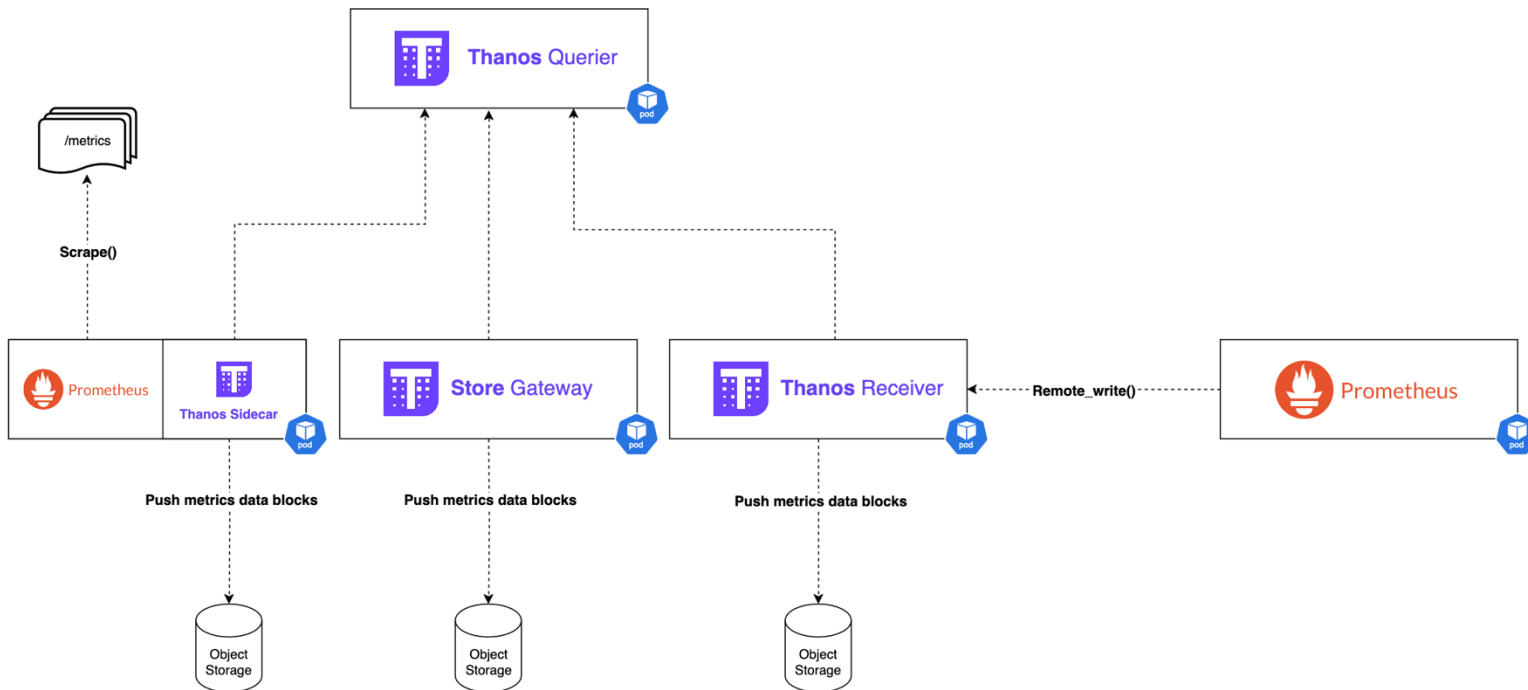 Thanos Querier
pod
/metrics
Scrape()
Prometheus
Thanos Sidecar
pod
Store Gateway
pod
Thanos Receiver
pod
Remote_write()
Prometheus
pod
Push metrics data blocks
Push metrics data blocks
Push metrics data blocks
Object
Storage
Object
Storage
Object
Storage